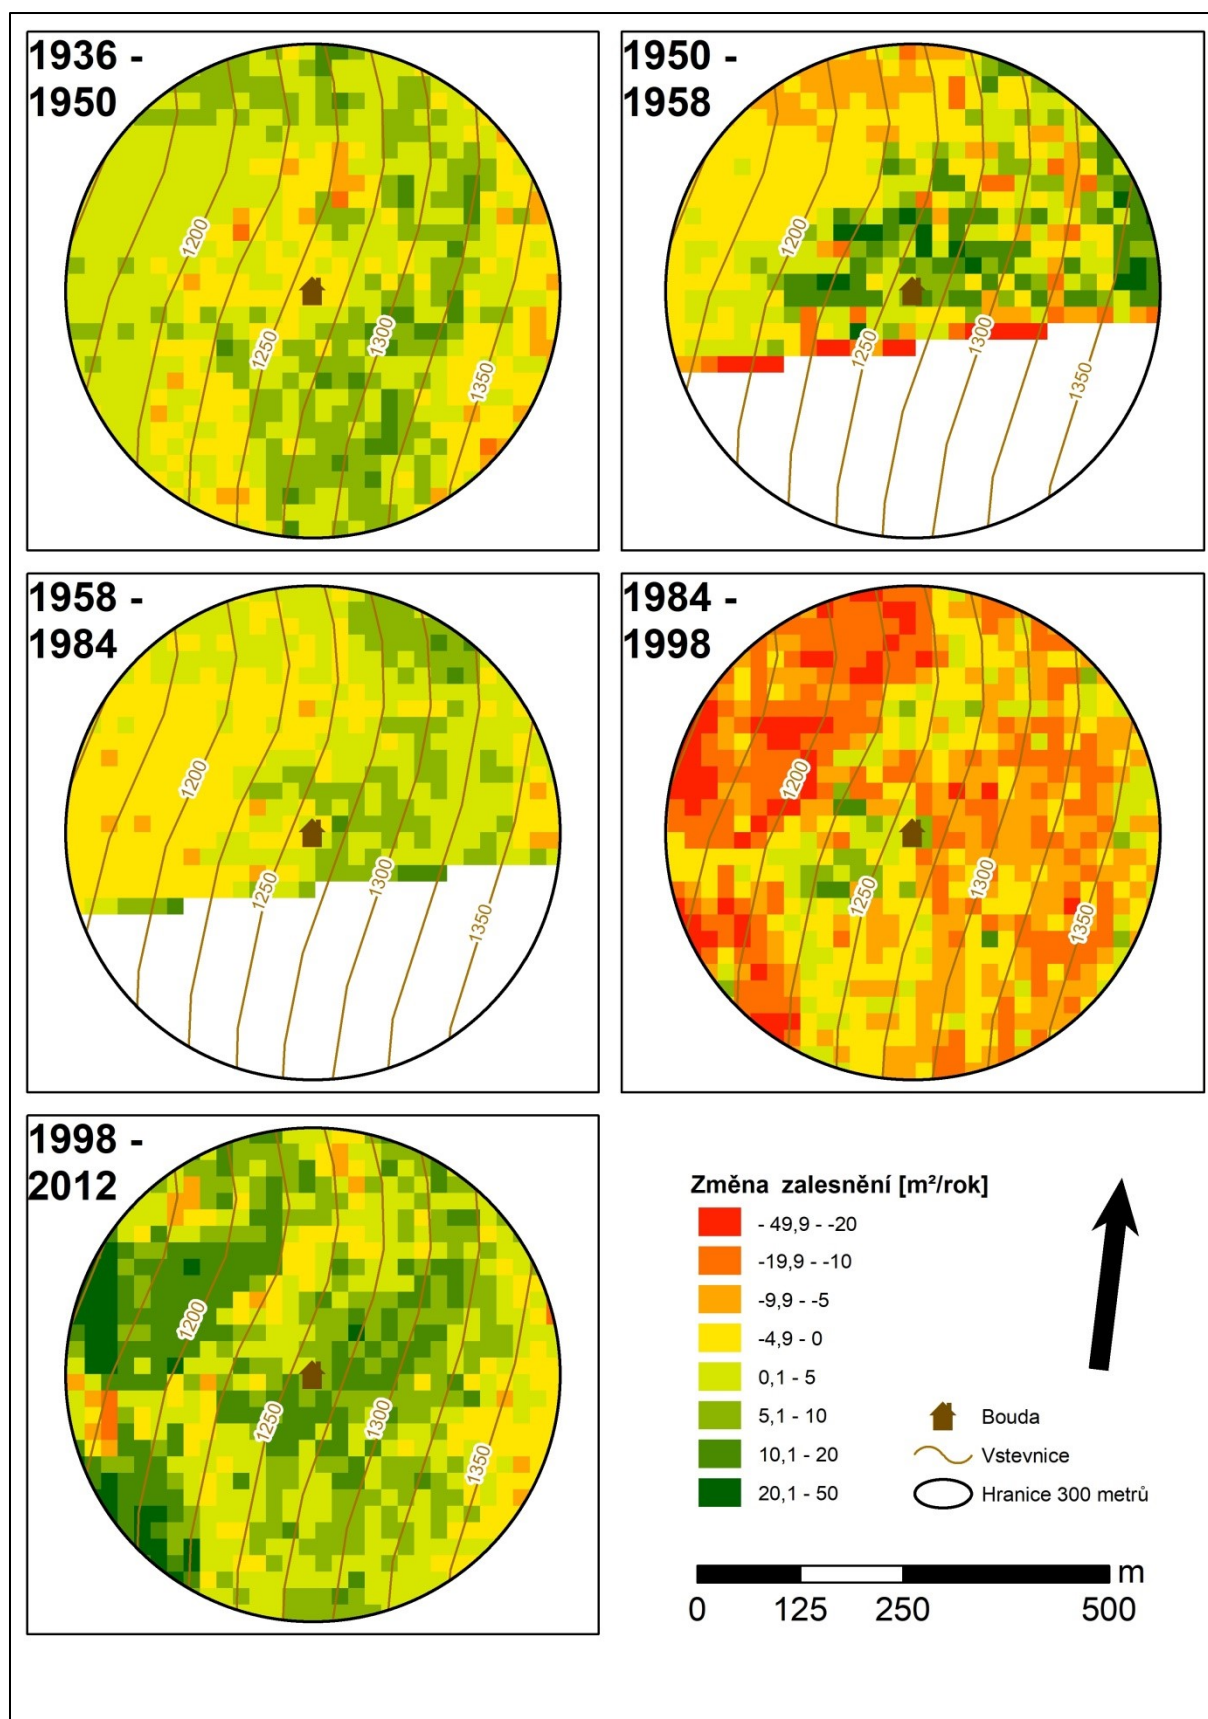 1936 -
1950
1200
1250
1300
1350
1950 -
1958
1200
1250
1300
1350
1958 -
1984
1200
1250
1300
1350
1984 -
1998
1200
1250
1300
1350
1998 -
2012
1200
1250
1300
1350
Změna zalesnění [m²/rok]
- 49,9 - -20
-19,9 - -10
-9,9 - -5
-4,9 - 0
0,1 - 5
5,1 - 10
10,1 - 20
20,1 - 50
Bouda
Vstevnice
Hranice 300 metrů
m
0 125 250 500